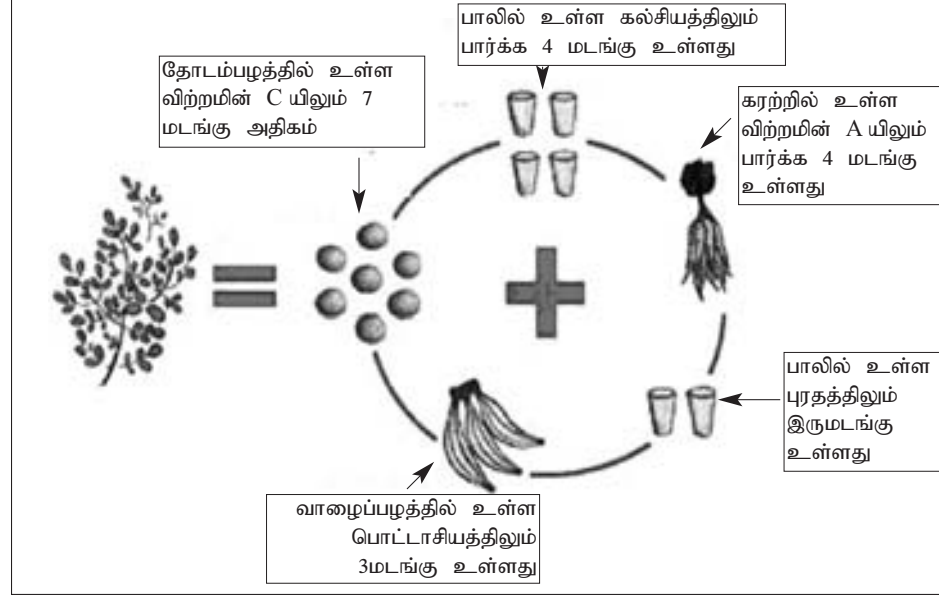 பாலில் உள்ள கல்சியத்திலும்
பார்க்க 4 மடங்கு உள்ளது
தோடம்பழத்தில் உள்ள
விற்றமின் C யிலும் 7
மடங்கு அதிகம்
கரற்றில் உள்ள
விற்றமின் A யிலும்
பார்க்க 4 மடங்கு
உள்ளது
பாலில் உள்ள
புரதத்திலும்
இருமடங்கு
உள்ளது
வாழைப்பழத்தில் உள்ள
பொட்டாசியத்திலும்
3மடங்கு உள்ளது